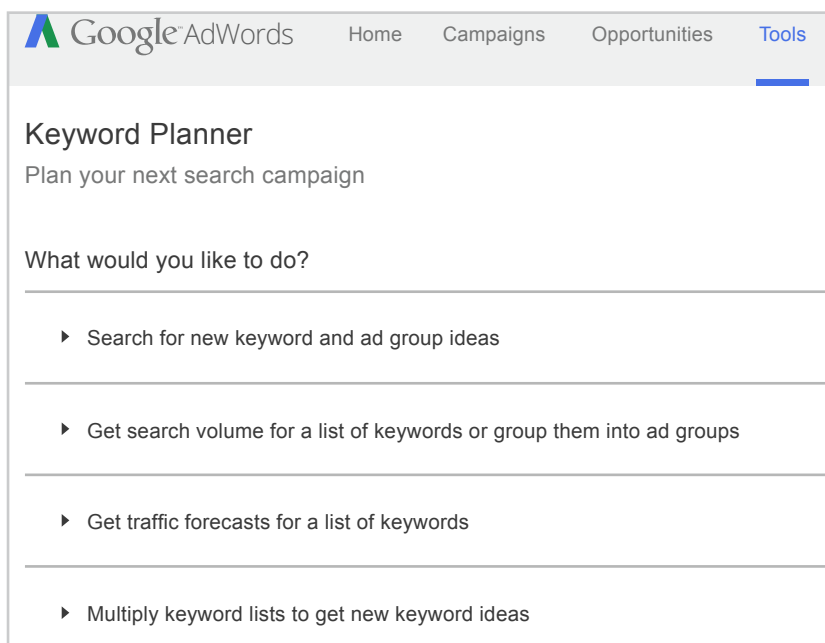 Google AdWords Home Campaigns Opportunities Tools
Keyword Planner
Plan your next search campaign
What would you like to do?
Search for new keyword and ad group ideas
Get search volume for a list of keywords or group them into ad groups
Get traffic forecasts for a list of keywords
Multiply keyword lists to get new keyword ideas